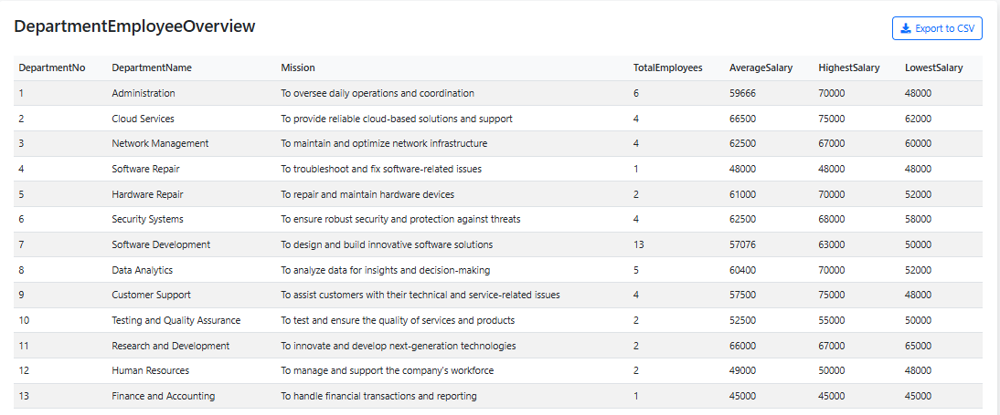 DepartmentEmployeeOverview
Export to CSV
DepartmentNo DepartmentName Mission TotalEmployees AverageSalary HighestSalary LowestSalary
1 Administration To oversee daily operations and coordination 6 59666 70000 48000
2 Cloud Services To provide reliable cloud-based solutions and support 4 66500 75000 62000
3 Network Management To maintain and optimize network infrastructure 4 62500 67000 60000
4 Software Repair To troubleshoot and fix software-related issues 1 48000 48000 48000
5 Hardware Repair To repair and maintain hardware devices 2 61000 70000 52000
6 Security Systems To ensure robust security and protection against threats 4 62500 68000 58000
7 Software Development To design and build innovative software solutions 13 57076 63000 50000
8 Data Analytics To analyze data for insights and decision-making 5 60400 70000 52000
9 Customer Support To assist customers with their technical and service-related issues 4 57500 75000 48000
10 Testing and Quality Assurance To test and ensure the quality of services and products 2 52500 55000 50000
11 Research and Development To innovate and develop next-generation technologies 2 66000 67000 65000
12 Human Resources To manage and support the company's workforce 2 49000 50000 48000
13 Finance and Accounting To handle financial transactions and reporting 1 45000 45000 45000